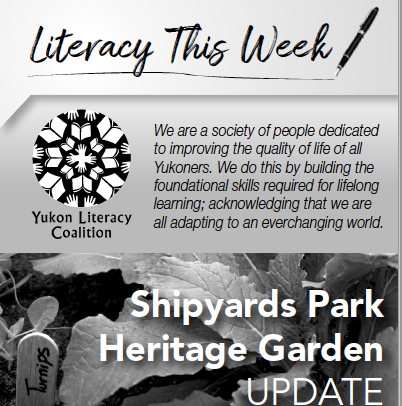 Literacy This Week
We are a society of people dedicated
to improving the quality of life of all
Yukoners. We do this by building the
foundational skills required for lifelong
learning; acknowledging that we are
all adapting to an everchanging world.
Yukon Literacy
Coalition
Shipyards Park
Heritage Garden
UPDATE
Turnips